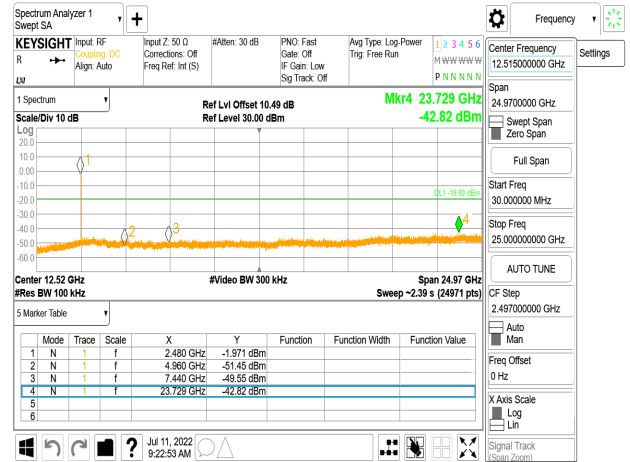 Spectrum Analyzer 1
Swept SA
Frequency
KEYSIGHT Input: RF Input Z: 50 Ω #Atten: 30 dB PNO: Fast Avg Type: Log-Power 1 2 3 4 5 6
R Coupling: DC Corrections: Off Gate: Off Trig: Free Run M W W W W W
Align: Auto Freq Ref: Int (S) IF Gain: Low
LXI Sig Track: Off P N N N N N
1 Spectrum
Ref Lvl Offset 10.49 dB Mkr4 23.729 GHz
Scale/Div 10 dB Ref Level 30.00 dBm -42.82 dBm
Log
20.0
10.0
0.00
-10.0
-20.0
-30.0
-40.0
-50.0
-60.0
1
2
3
4
DL1 -18.80 dBm
Center 12.52 GHz #Video BW 300 kHz Span 24.97 GHz
#Res BW 100 kHz Sweep ~2.39 s (24971 pts)
5 Marker Table
Mode Trace Scale X Y Function Function Width Function Value
1 N 1 f 2.480 GHz -1.971 dBm
2 N 1 f 4.960 GHz -51.45 dBm
3 N 1 f 7.440 GHz -49.55 dBm
4 N 1 f 23.729 GHz -42.82 dBm
5
6
? Jul 11, 2022
9:22:53 AM
Center Frequency
12.515000000 GHz
Settings
Span
24.9700000 GHz
Swept Span
Zero Span
Full Span
Start Freq
30.000000 MHz
Stop Freq
25.000000000 GHz
AUTO TUNE
CF Step
2.497000000 GHz
Auto
Man
Freq Offset
0 Hz
X Axis Scale
Log
Lin
Signal Track
(Span Zoom)